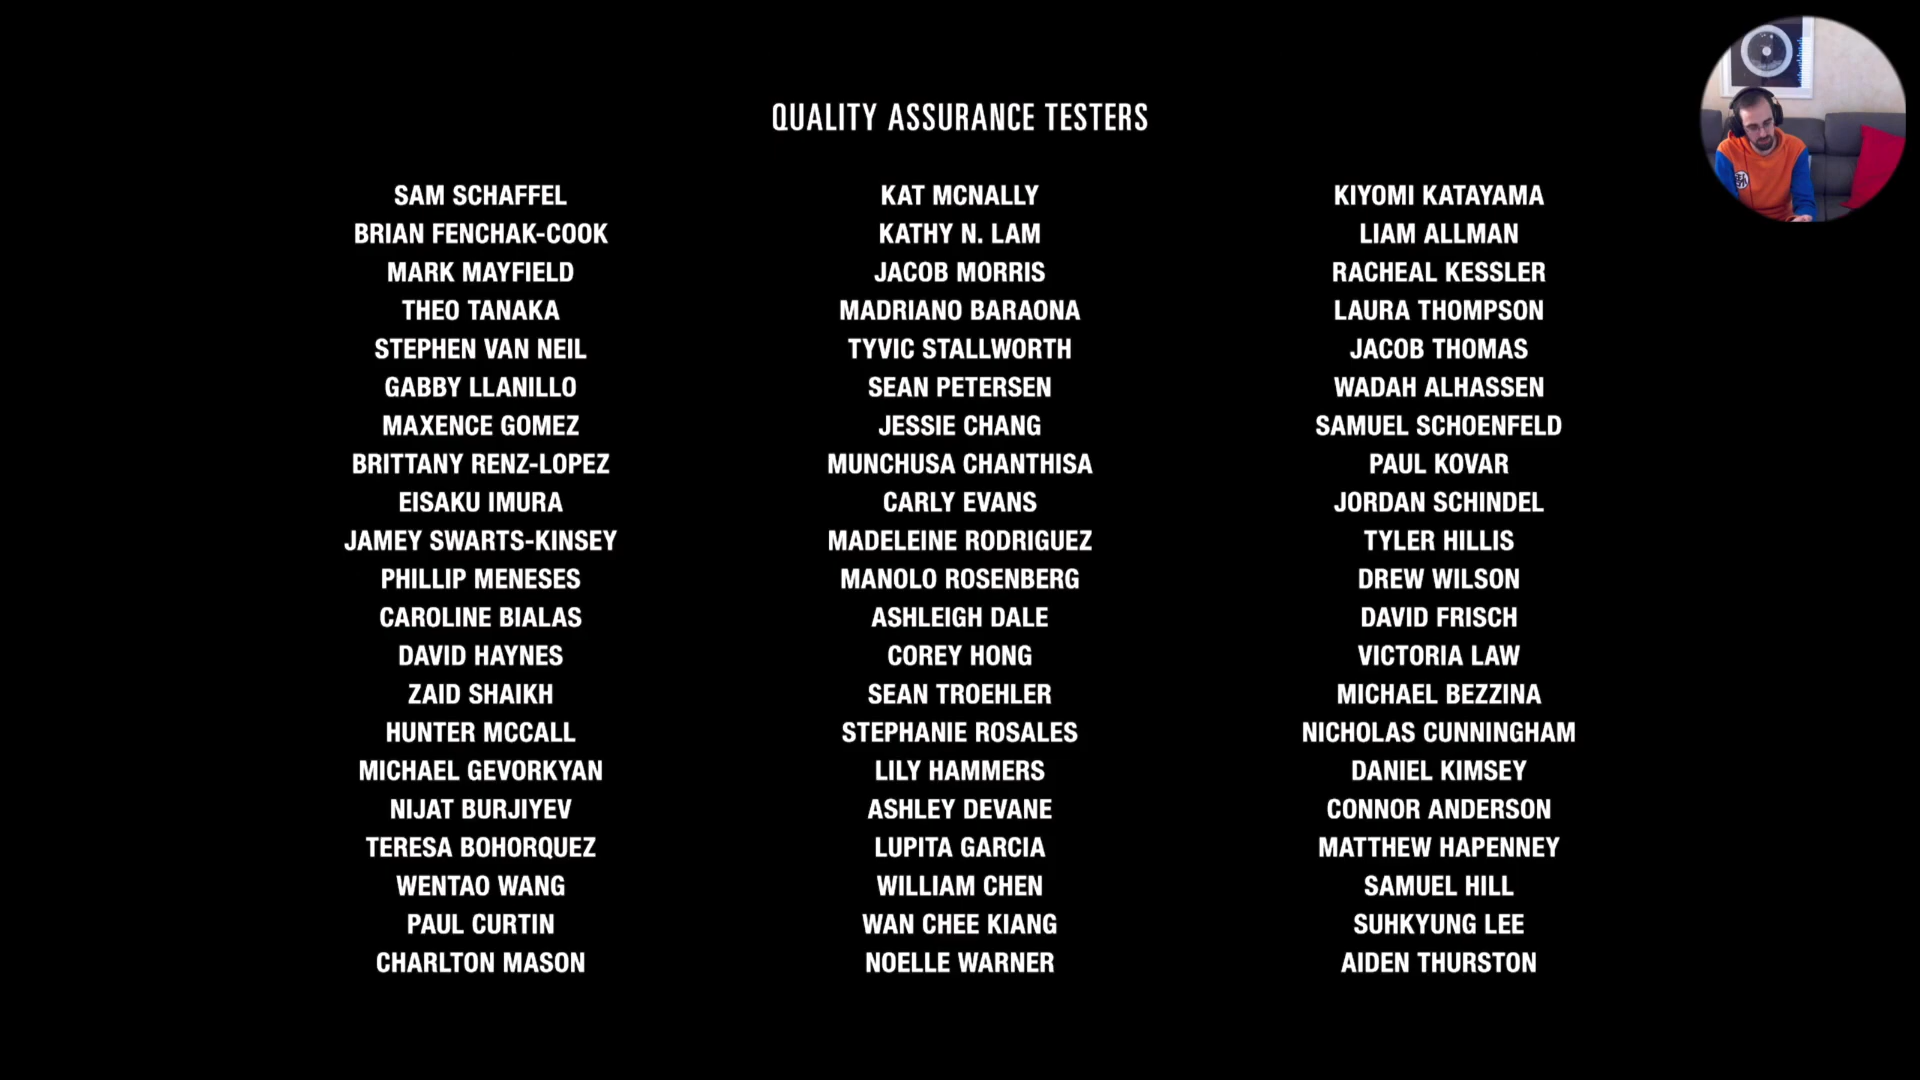 QUALITY ASSURANCE TESTERS
SAM SCHAFFEL
BRIAN FENCHAK-COOK
MARK MAYFIELD
THEO TANAKA
STEPHEN VAN NEIL
GABBY LLANILLO
MAXENCE GOMEZ
BRITTANY RENZ-LOPEZ
EISAKU IMURA
JAMEY SWARTS-KINSEY
PHILLIP MENESES
CAROLINE BIALAS
DAVID HAYNES
ZAID SHAIKH
HUNTER MCCALL
MICHAEL GEVORKYAN
NIJAT BURJIYEV
TERESA BOHORQUEZ
WENTAO WANG
PAUL CURTIN
CHARLTON MASON
KAT MCNALLY
KATHY N. LAM
JACOB MORRIS
MADRIANO BARAONA
TYVIC STALLWORTH
SEAN PETERSEN
JESSIE CHANG
MUNCHUSA CHANTHISA
CARLY EVANS
MADELEINE RODRIGUEZ
MANOLO ROSENBERG
ASHLEIGH DALE
COREY HONG
SEAN TROEHLER
STEPHANIE ROSALES
LILY HAMMERS
ASHLEY DEVANE
LUPITA GARCIA
WILLIAM CHEN
WAN CHEE KIANG
NOELLE WARNER
KIYOMI KATAYAMA
LIAM ALLMAN
RACHEAL KESSLER
LAURA THOMPSON
JACOB THOMAS
WADAH ALHASSEN
SAMUEL SCHOENFELD
PAUL KOVAR
JORDAN SCHINDEL
TYLER HILLIS
DREW WILSON
DAVID FRISCH
VICTORIA LAW
MICHAEL BEZZINA
NICHOLAS CUNNINGHAM
DANIEL KIMSEY
CONNOR ANDERSON
MATTHEW HAPENNEY
SAMUEL HILL
SUHKYUNG LEE
AIDEN THURSTON